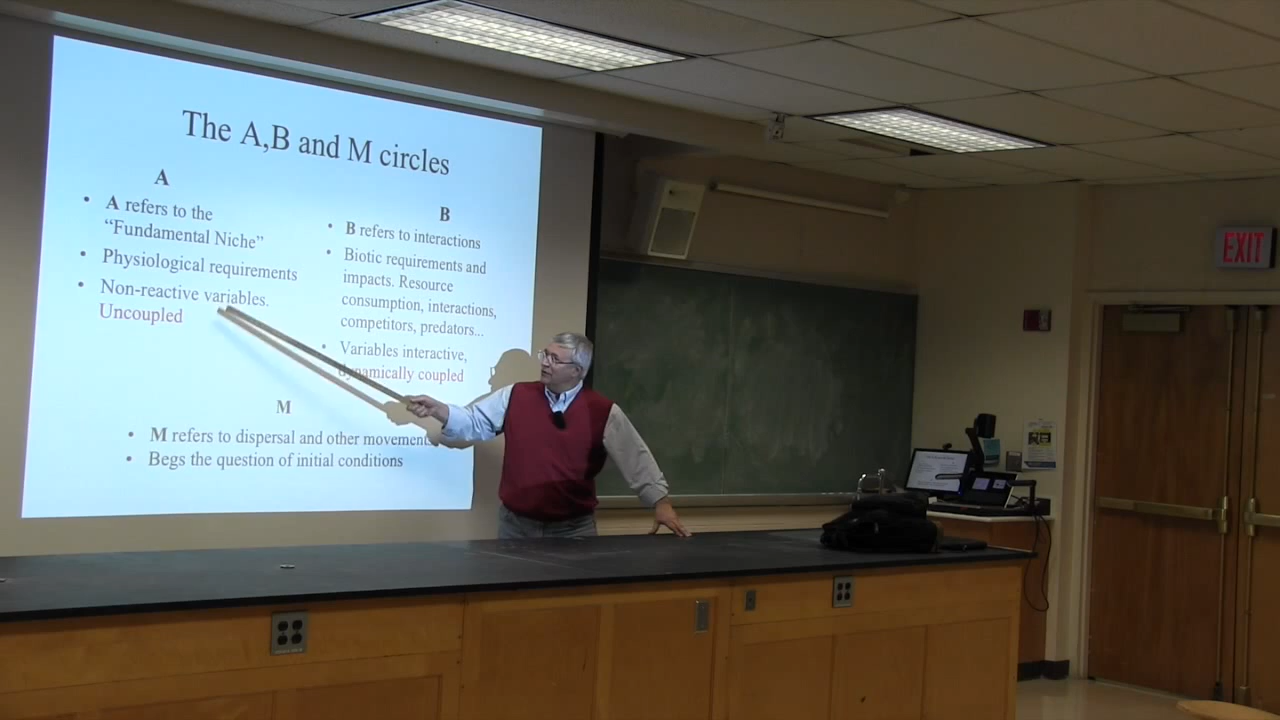 The A,B and M circles
A
• A refers to the
“Fundamental Niche”
• Physiological requirements
• Non-reactive variables.
Uncoupled
B
• B refers to interactions
• Biotic requirements and
impacts. Resource
consumption, interactions,
competitors, predators...
• Variables interactive,
dynamically coupled
M
• M refers to dispersal and other movements
• Begs the question of initial conditions
EXIT